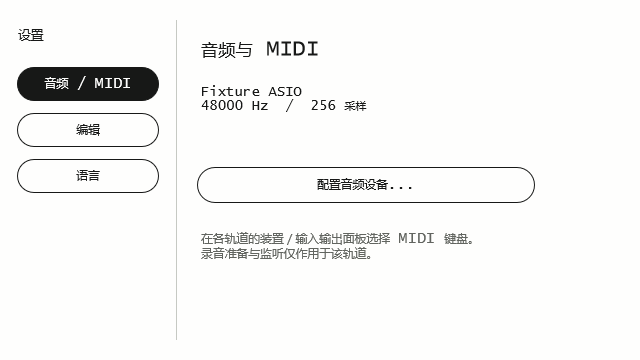 设置
音频 / MIDI
编辑
语言
音频与 MIDI
Fixture ASIO
48000 Hz / 256 采样
配置音频设备...
在各轨道的装置 / 输入输出面板选择 MIDI 键盘。
录音准备与监听仅作用于该轨道。